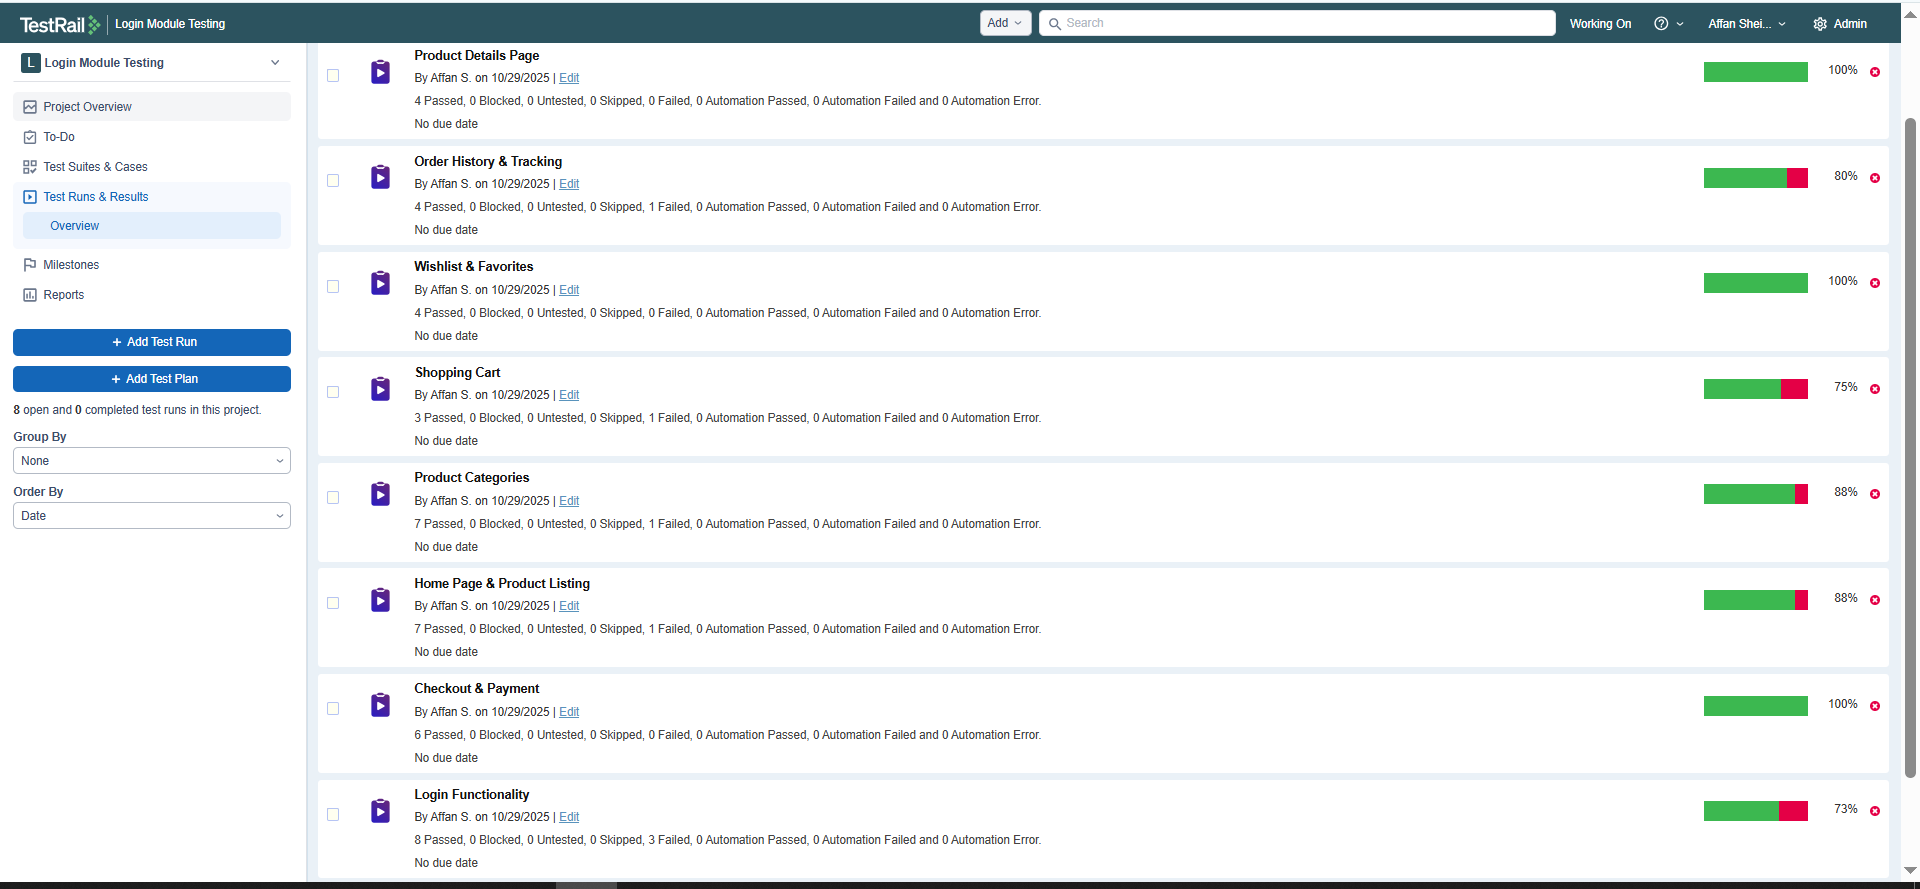 TestRail Login Module Testing Add Search Working On Affan Shei... Admin
L Login Module Testing
Project Overview
To-Do
Test Suites & Cases
Test Runs & Results
Overview
Milestones
Reports
+ Add Test Run
+ Add Test Plan
8 open and 0 completed test runs in this project.
Group By
None
Order By
Date
Product Details Page
By Affan S. on 10/29/2025 | Edit
4 Passed, 0 Blocked, 0 Untested, 0 Skipped, 0 Failed, 0 Automation Passed, 0 Automation Failed and 0 Automation Error.
No due date
100%
Order History & Tracking
By Affan S. on 10/29/2025 | Edit
4 Passed, 0 Blocked, 0 Untested, 0 Skipped, 1 Failed, 0 Automation Passed, 0 Automation Failed and 0 Automation Error.
No due date
80%
Wishlist & Favorites
By Affan S. on 10/29/2025 | Edit
4 Passed, 0 Blocked, 0 Untested, 0 Skipped, 0 Failed, 0 Automation Passed, 0 Automation Failed and 0 Automation Error.
No due date
100%
Shopping Cart
By Affan S. on 10/29/2025 | Edit
3 Passed, 0 Blocked, 0 Untested, 0 Skipped, 1 Failed, 0 Automation Passed, 0 Automation Failed and 0 Automation Error.
No due date
75%
Product Categories
By Affan S. on 10/29/2025 | Edit
7 Passed, 0 Blocked, 0 Untested, 0 Skipped, 1 Failed, 0 Automation Passed, 0 Automation Failed and 0 Automation Error.
No due date
88%
Home Page & Product Listing
By Affan S. on 10/29/2025 | Edit
7 Passed, 0 Blocked, 0 Untested, 0 Skipped, 1 Failed, 0 Automation Passed, 0 Automation Failed and 0 Automation Error.
No due date
88%
Checkout & Payment
By Affan S. on 10/29/2025 | Edit
6 Passed, 0 Blocked, 0 Untested, 0 Skipped, 0 Failed, 0 Automation Passed, 0 Automation Failed and 0 Automation Error.
No due date
100%
Login Functionality
By Affan S. on 10/29/2025 | Edit
8 Passed, 0 Blocked, 0 Untested, 0 Skipped, 3 Failed, 0 Automation Passed, 0 Automation Failed and 0 Automation Error.
No due date
73%